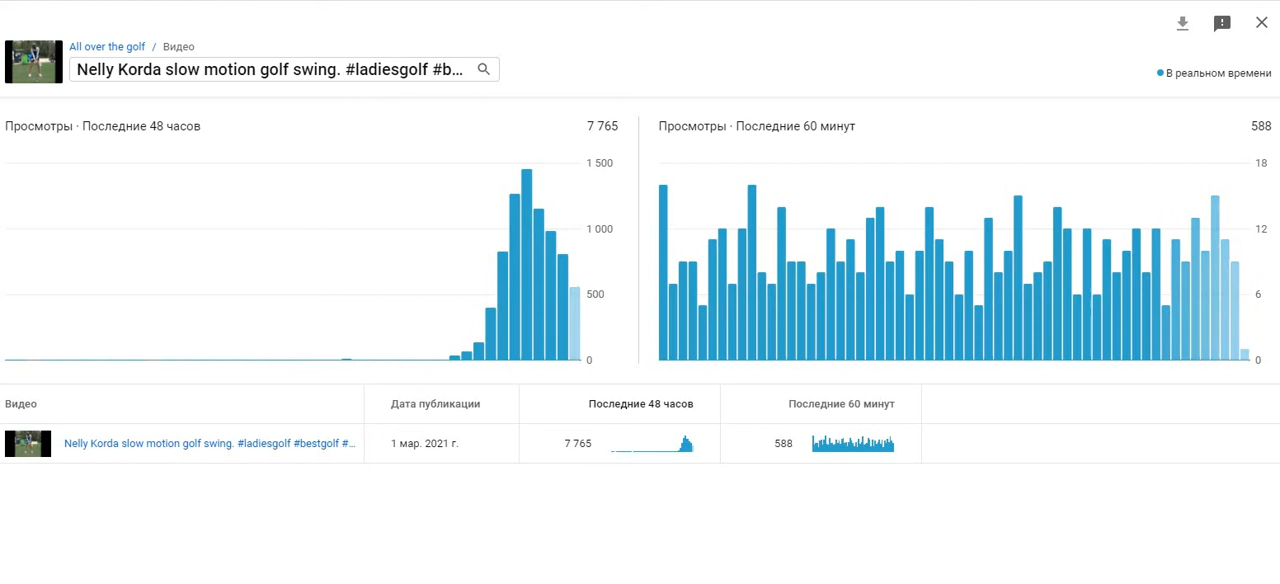 All over the golf / Видео
Nelly Korda slow motion golf swing. #ladiesgolf #b...
В реальном времени
Просмотры · Последние 48 часов 7 765
1 500
1 000
500
0
Просмотры · Последние 60 минут 588
18
12
6
0
Видео Дата публикации Последние 48 часов Последние 60 минут
Nelly Korda slow motion golf swing. #ladiesgolf #bestgolf #... 1 мар. 2021 г. 7 765 588